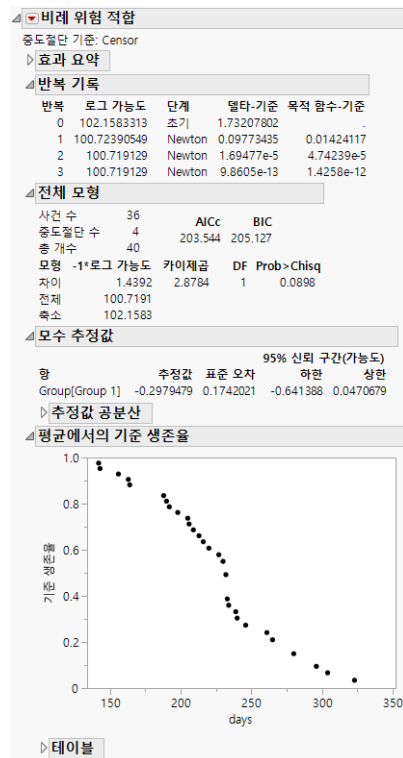 비례 위험 적합
중도절단 기준: Censor
효과 요약
반복 기록
반복 로그 가능도 단계 델타-기준 목적 함수-기준
0 102.1583313 초기 1.73207802 .
1 100.72390549 Newton 0.09773435 0.01424117
2 100.719129 Newton 1.69477e-5 4.74239e-5
3 100.719129 Newton 9.8605e-13 1.4258e-12
전체 모형
사건 수 36
중도절단 수 4
총 개수 40
AICc BIC
203.544 205.127
모형 -1*로그 가능도 카이제곱 DF Prob>Chisq
차이 1.4392 2.8784 1 0.0898
전체 100.7191
축소 102.1583
모수 추정값
95% 신뢰 구간(가능도)
항 추정값 표준 오차 하한 상한
Group[Group 1] -0.2979479 0.1742021 -0.641388 0.0470679
추정값 공분산
평균에서의 기준 생존율
1.0
0.8
0.6
0.4
0.2
0
기준 생존율
150 200 250 300 350
days
테이블